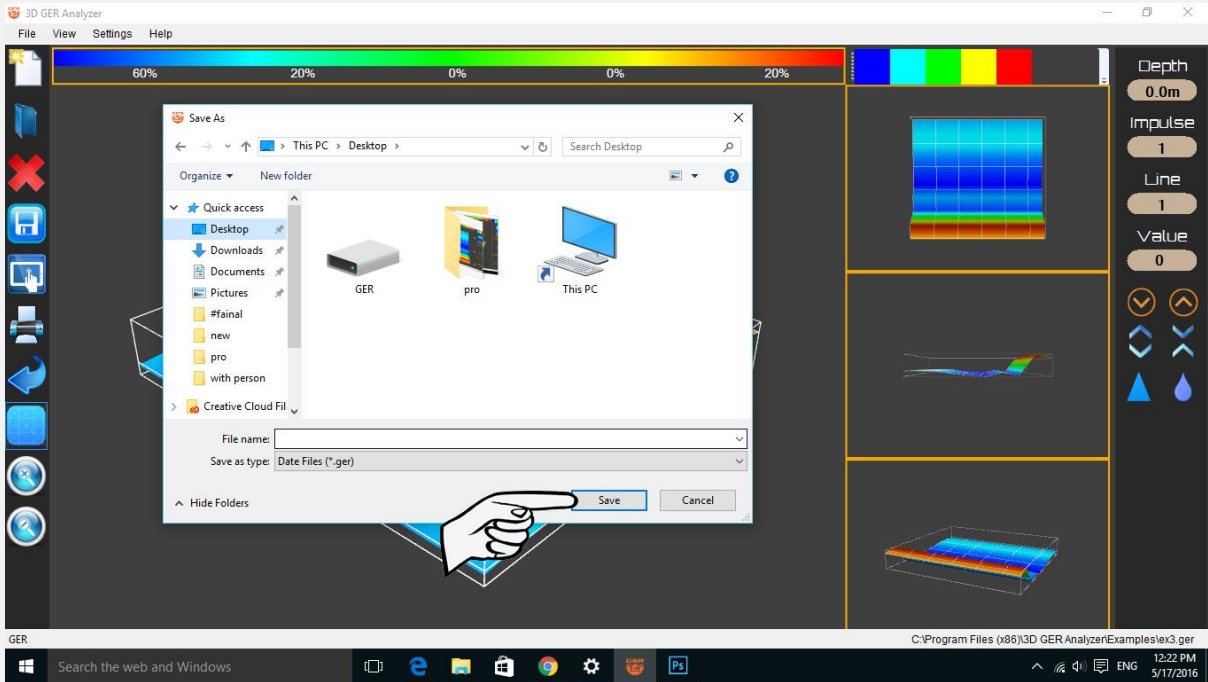 3D GER Analyzer
File View Settings Help
60% 20% 0% 0% 20%
Depth
0.0m
Impulse
1
Line
1
Value
0
Save As
This PC > Desktop >
Search Desktop
Organize New folder
Quick access
Desktop
Downloads
Documents
Pictures
#fainal
new
pro
with person
Creative Cloud Fil
GER
pro
This PC
File name:
Save as type: Date Files (*.ger)
Hide Folders
Save Cancel
GER
C:\Program Files (x86)\3D GER Analyzer\Examples\ex3.ger
Search the web and Windows
Ps
ENG
12:22 PM
5/17/2016